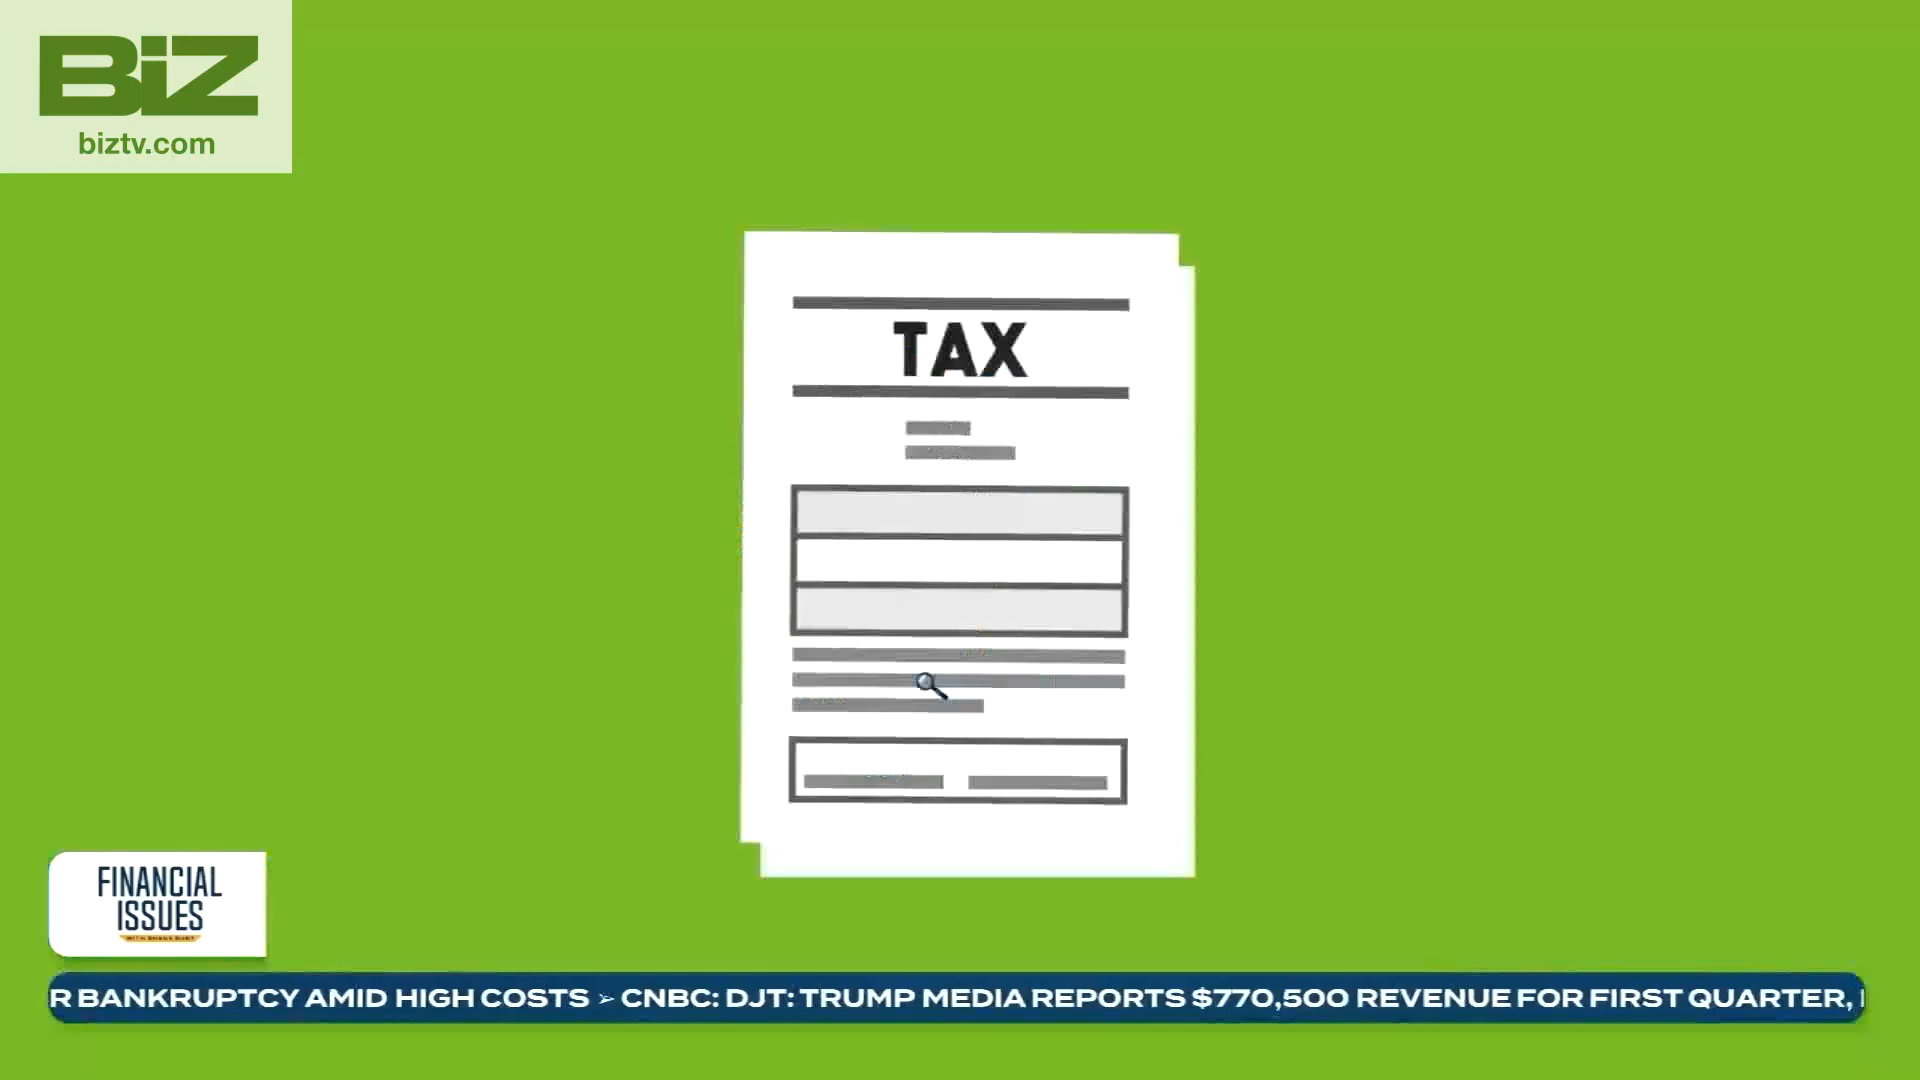 BiZ
biztv.com
TAX
FINANCIAL
ISSUES
R BANKRUPTCY AMID HIGH COSTS ➢ CNBC: DJT: TRUMP MEDIA REPORTS $770,500 REVENUE FOR FIRST QUARTER,